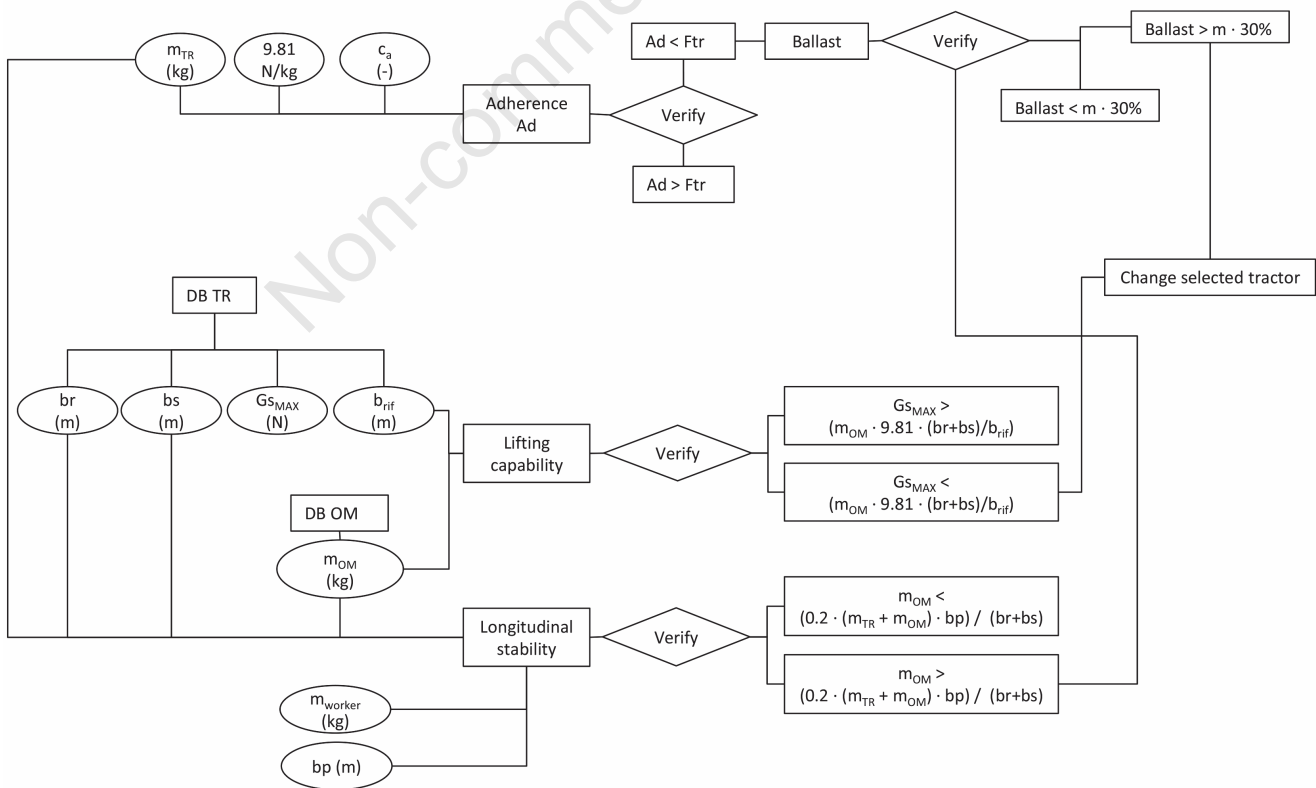 m_TR
(kg)
9.81
N/kg
c_a
(-)
Adherence
Ad
Ad < Ftr
Verify
Ad > Ftr
Ballast
Verify
Ballast > m · 30%
Ballast < m · 30%
Change selected tractor
Non-comme
DB TR
br
(m)
bs
(m)
Gs_MAX
(N)
b_rif
(m)
Lifting
capability
Verify
Gs_MAX >
(m_OM · 9.81 · (br+bs)/b_rif)
Gs_MAX <
(m_OM · 9.81 · (br+bs)/b_rif)
DB OM
m_OM
(kg)
Longitudinal
stability
Verify
m_OM <
(0.2 · (m_TR + m_OM) · bp) / (br+bs)
m_OM >
(0.2 · (m_TR + m_OM) · bp) / (br+bs)
m_worker
(kg)
bp (m)